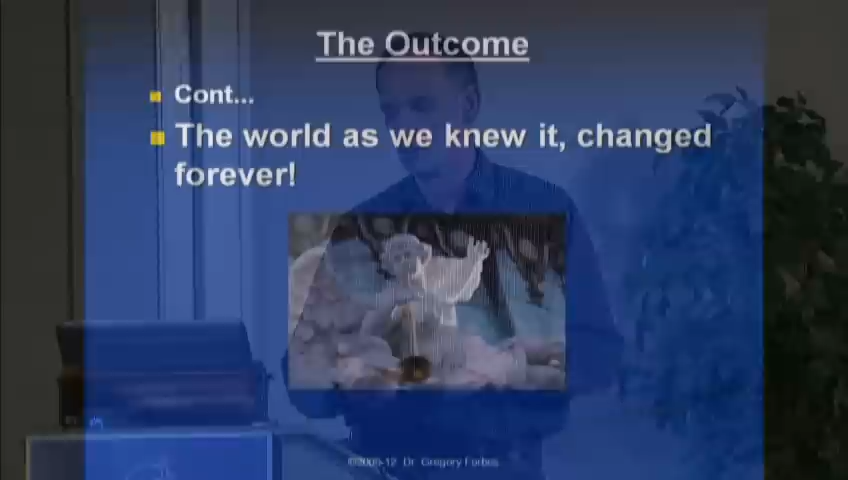 The Outcome
Cont...
The world as we knew it, changed
forever!
©2006-12 Dr Gregory Forbes